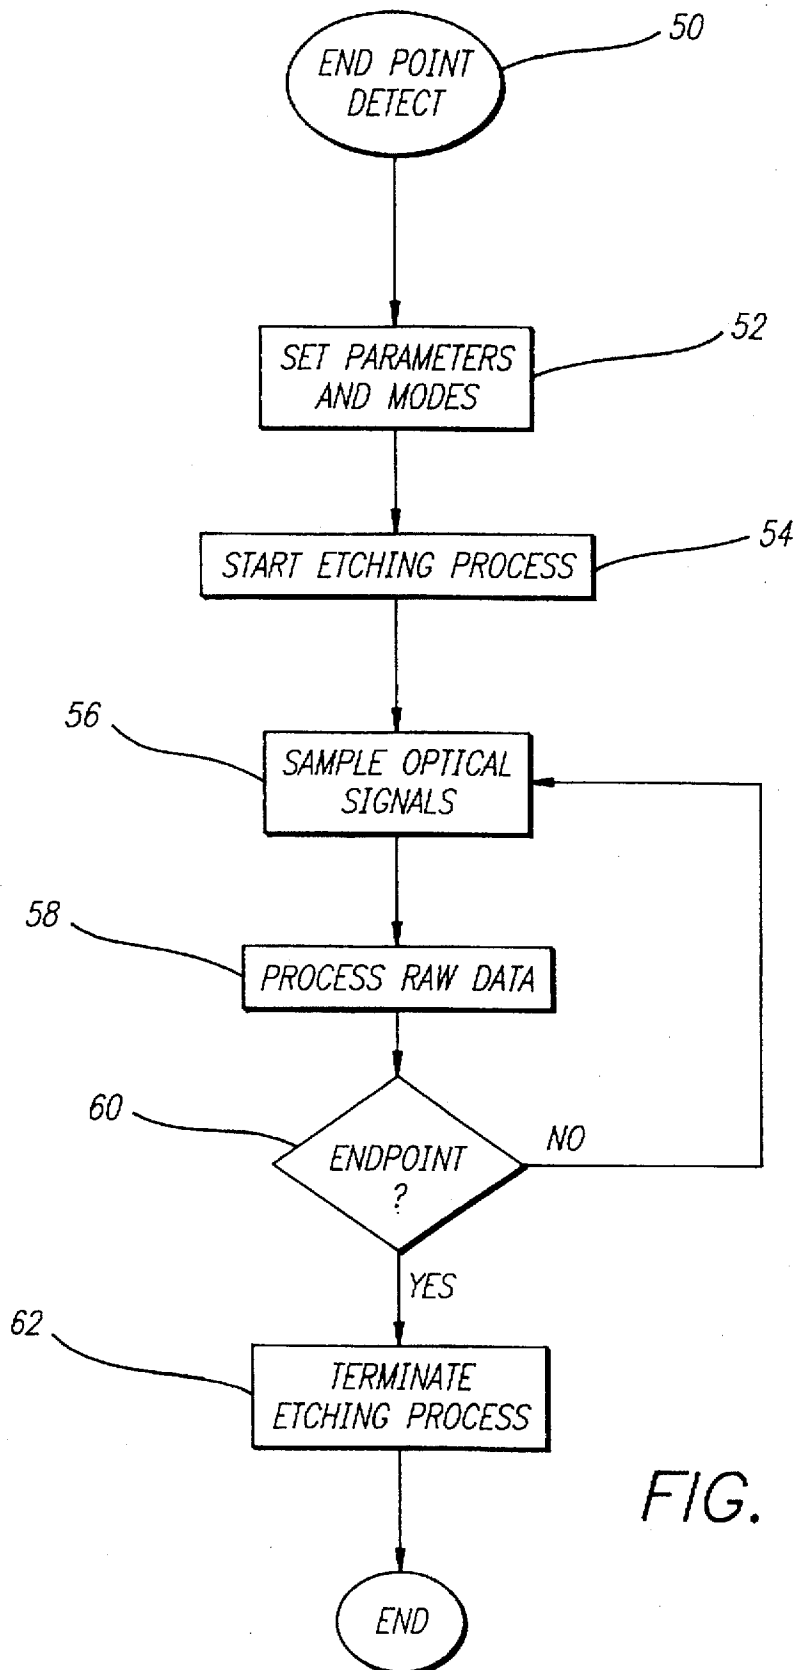 50
END POINT
DETECT
52
SET PARAMETERS
AND MODES
54
START ETCHING PROCESS
56
SAMPLE OPTICAL
SIGNALS
58
PROCESS RAW DATA
60
ENDPOINT
?
NO
YES
62
TERMINATE
ETCHING PROCESS
FIG.
END